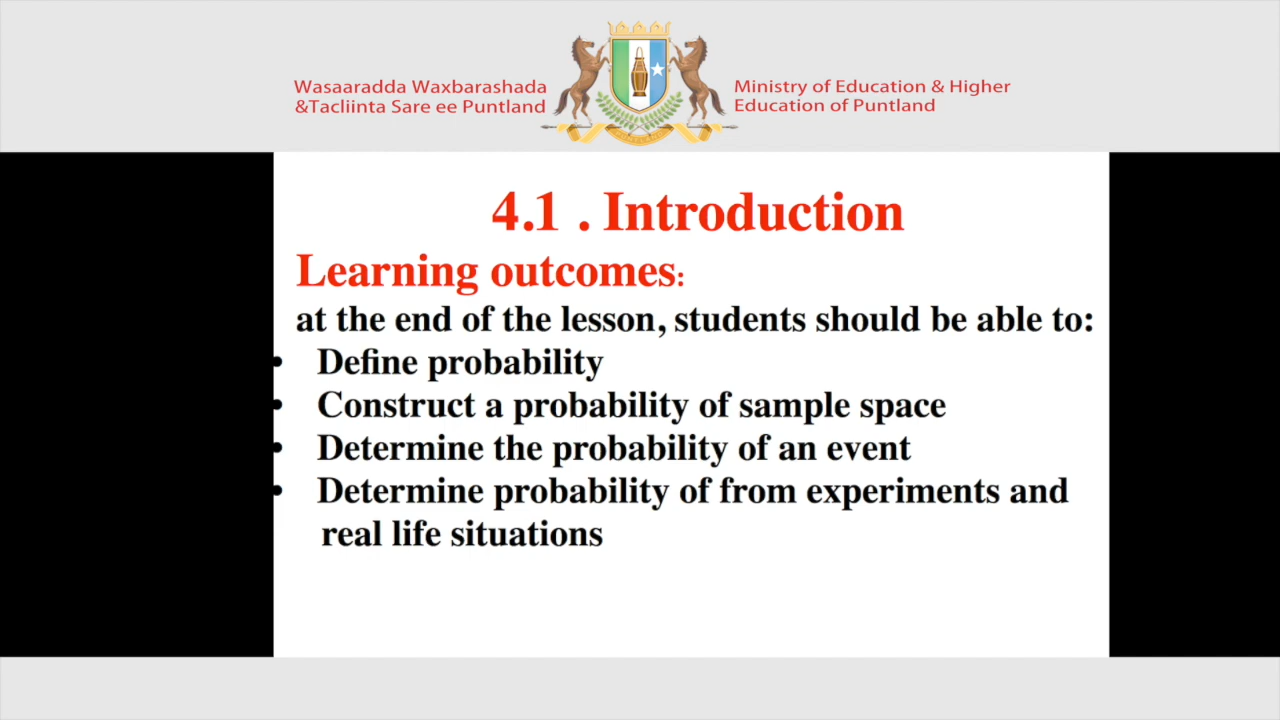 Wasaaradda Waxbarashada
&Tacliinta Sare ee Puntland
Ministry of Education & Higher
Education of Puntland
4.1 . Introduction
Learning outcomes:
at the end of the lesson, students should be able to:
• Define probability
• Construct a probability of sample space
• Determine the probability of an event
• Determine probability of from experiments and
real life situations